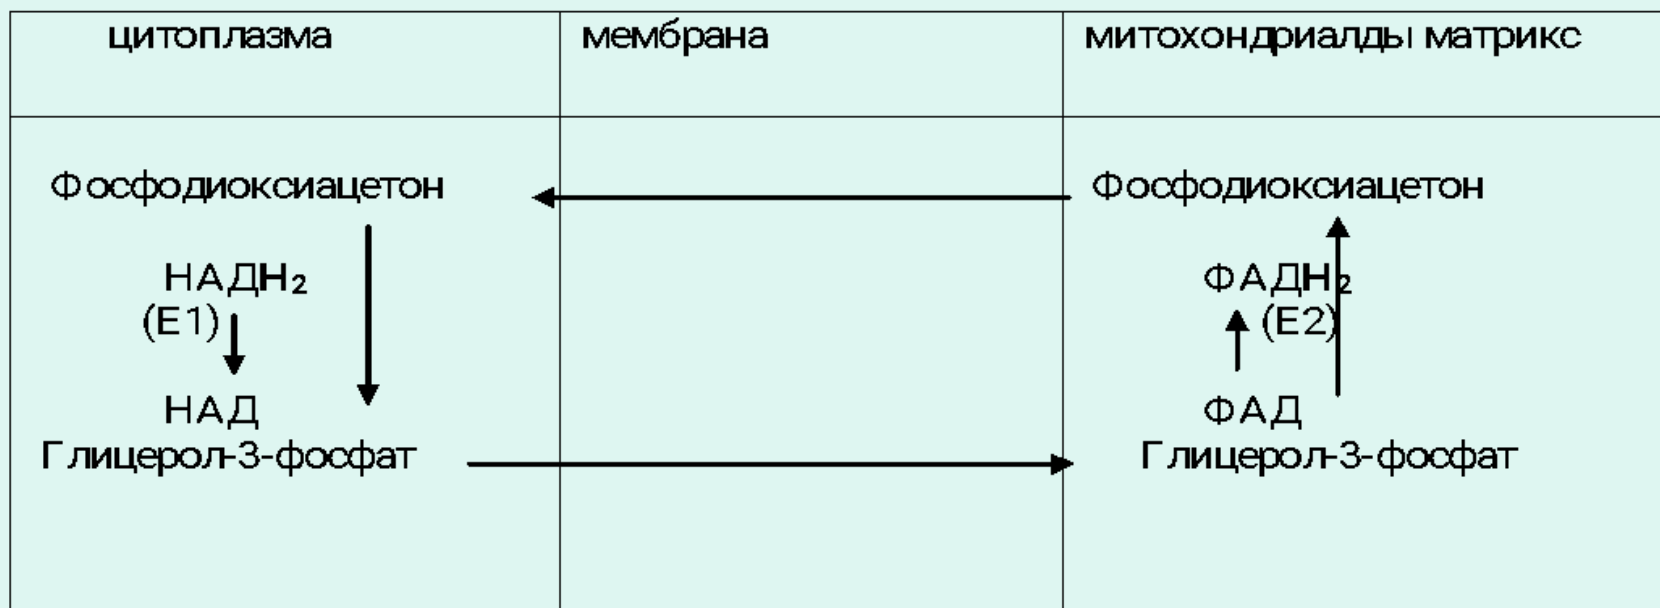 цитоплазма
мембрана
митохондриалды матрикс
Фосфодиоксиацетон
Фосфодиоксиацетон
НАДН₂
ФАДН₂
(Е1)
(Е2)
НАД
ФАД
Глицерол-3-фосфат
Глицерол-3-фосфат